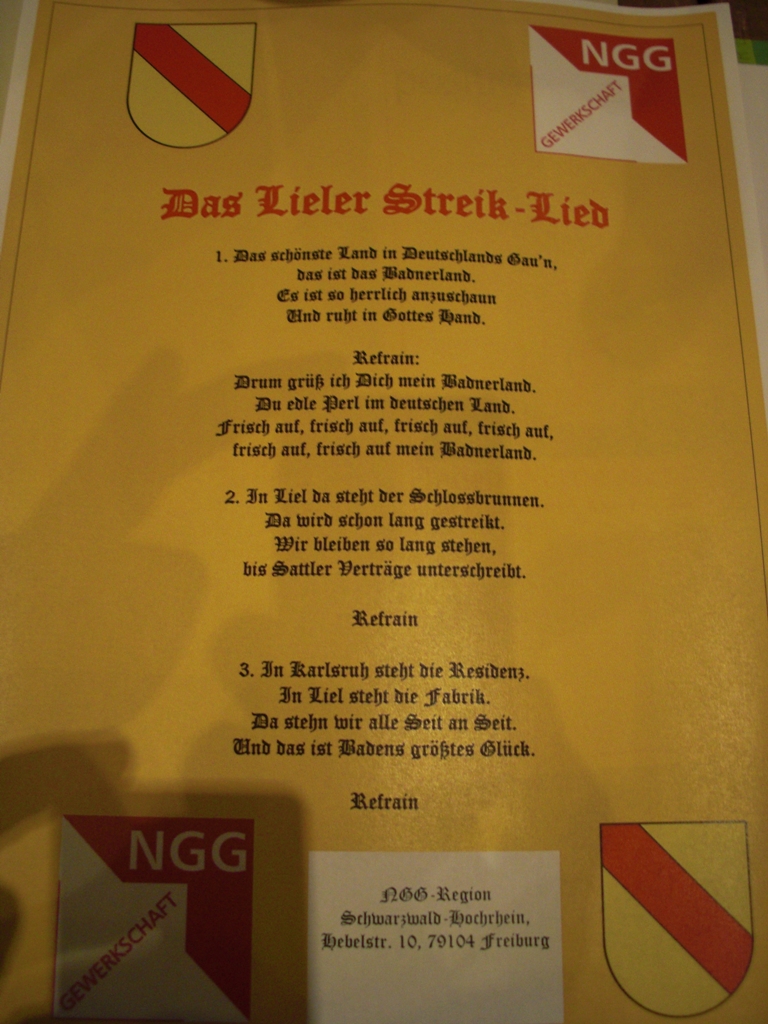 NGG
GEWERKSCHAFT
Das Lieler Streik-Lied
1. Das schönste Land in Deutschlands Gau'n,
das ist das Badnerland.
Es ist so herrlich anzuschaun
Und ruht in Gottes Hand.
Refrain:
Drum grüß ich Dich mein Badnerland.
Du edle Perl im deutschen Land.
Frisch auf, frisch auf, frisch auf, frisch auf,
frisch auf, frisch auf mein Badnerland.
2. In Liel da steht der Schlossbrunnen.
Da wird schon lang gestreikt.
Wir bleiben so lang stehen,
bis Sattler Verträge unterschreibt.
Refrain
3. In Karlsruh steht die Residenz.
In Liel steht die Fabrik.
Da stehn wir alle Seit an Seit.
Und das ist Badens größtes Glück.
Refrain
NGG
GEWERKSCHAFT
NGG-Region
Schwarzwald-Hochrhein,
Hebelstr. 10, 79104 Freiburg